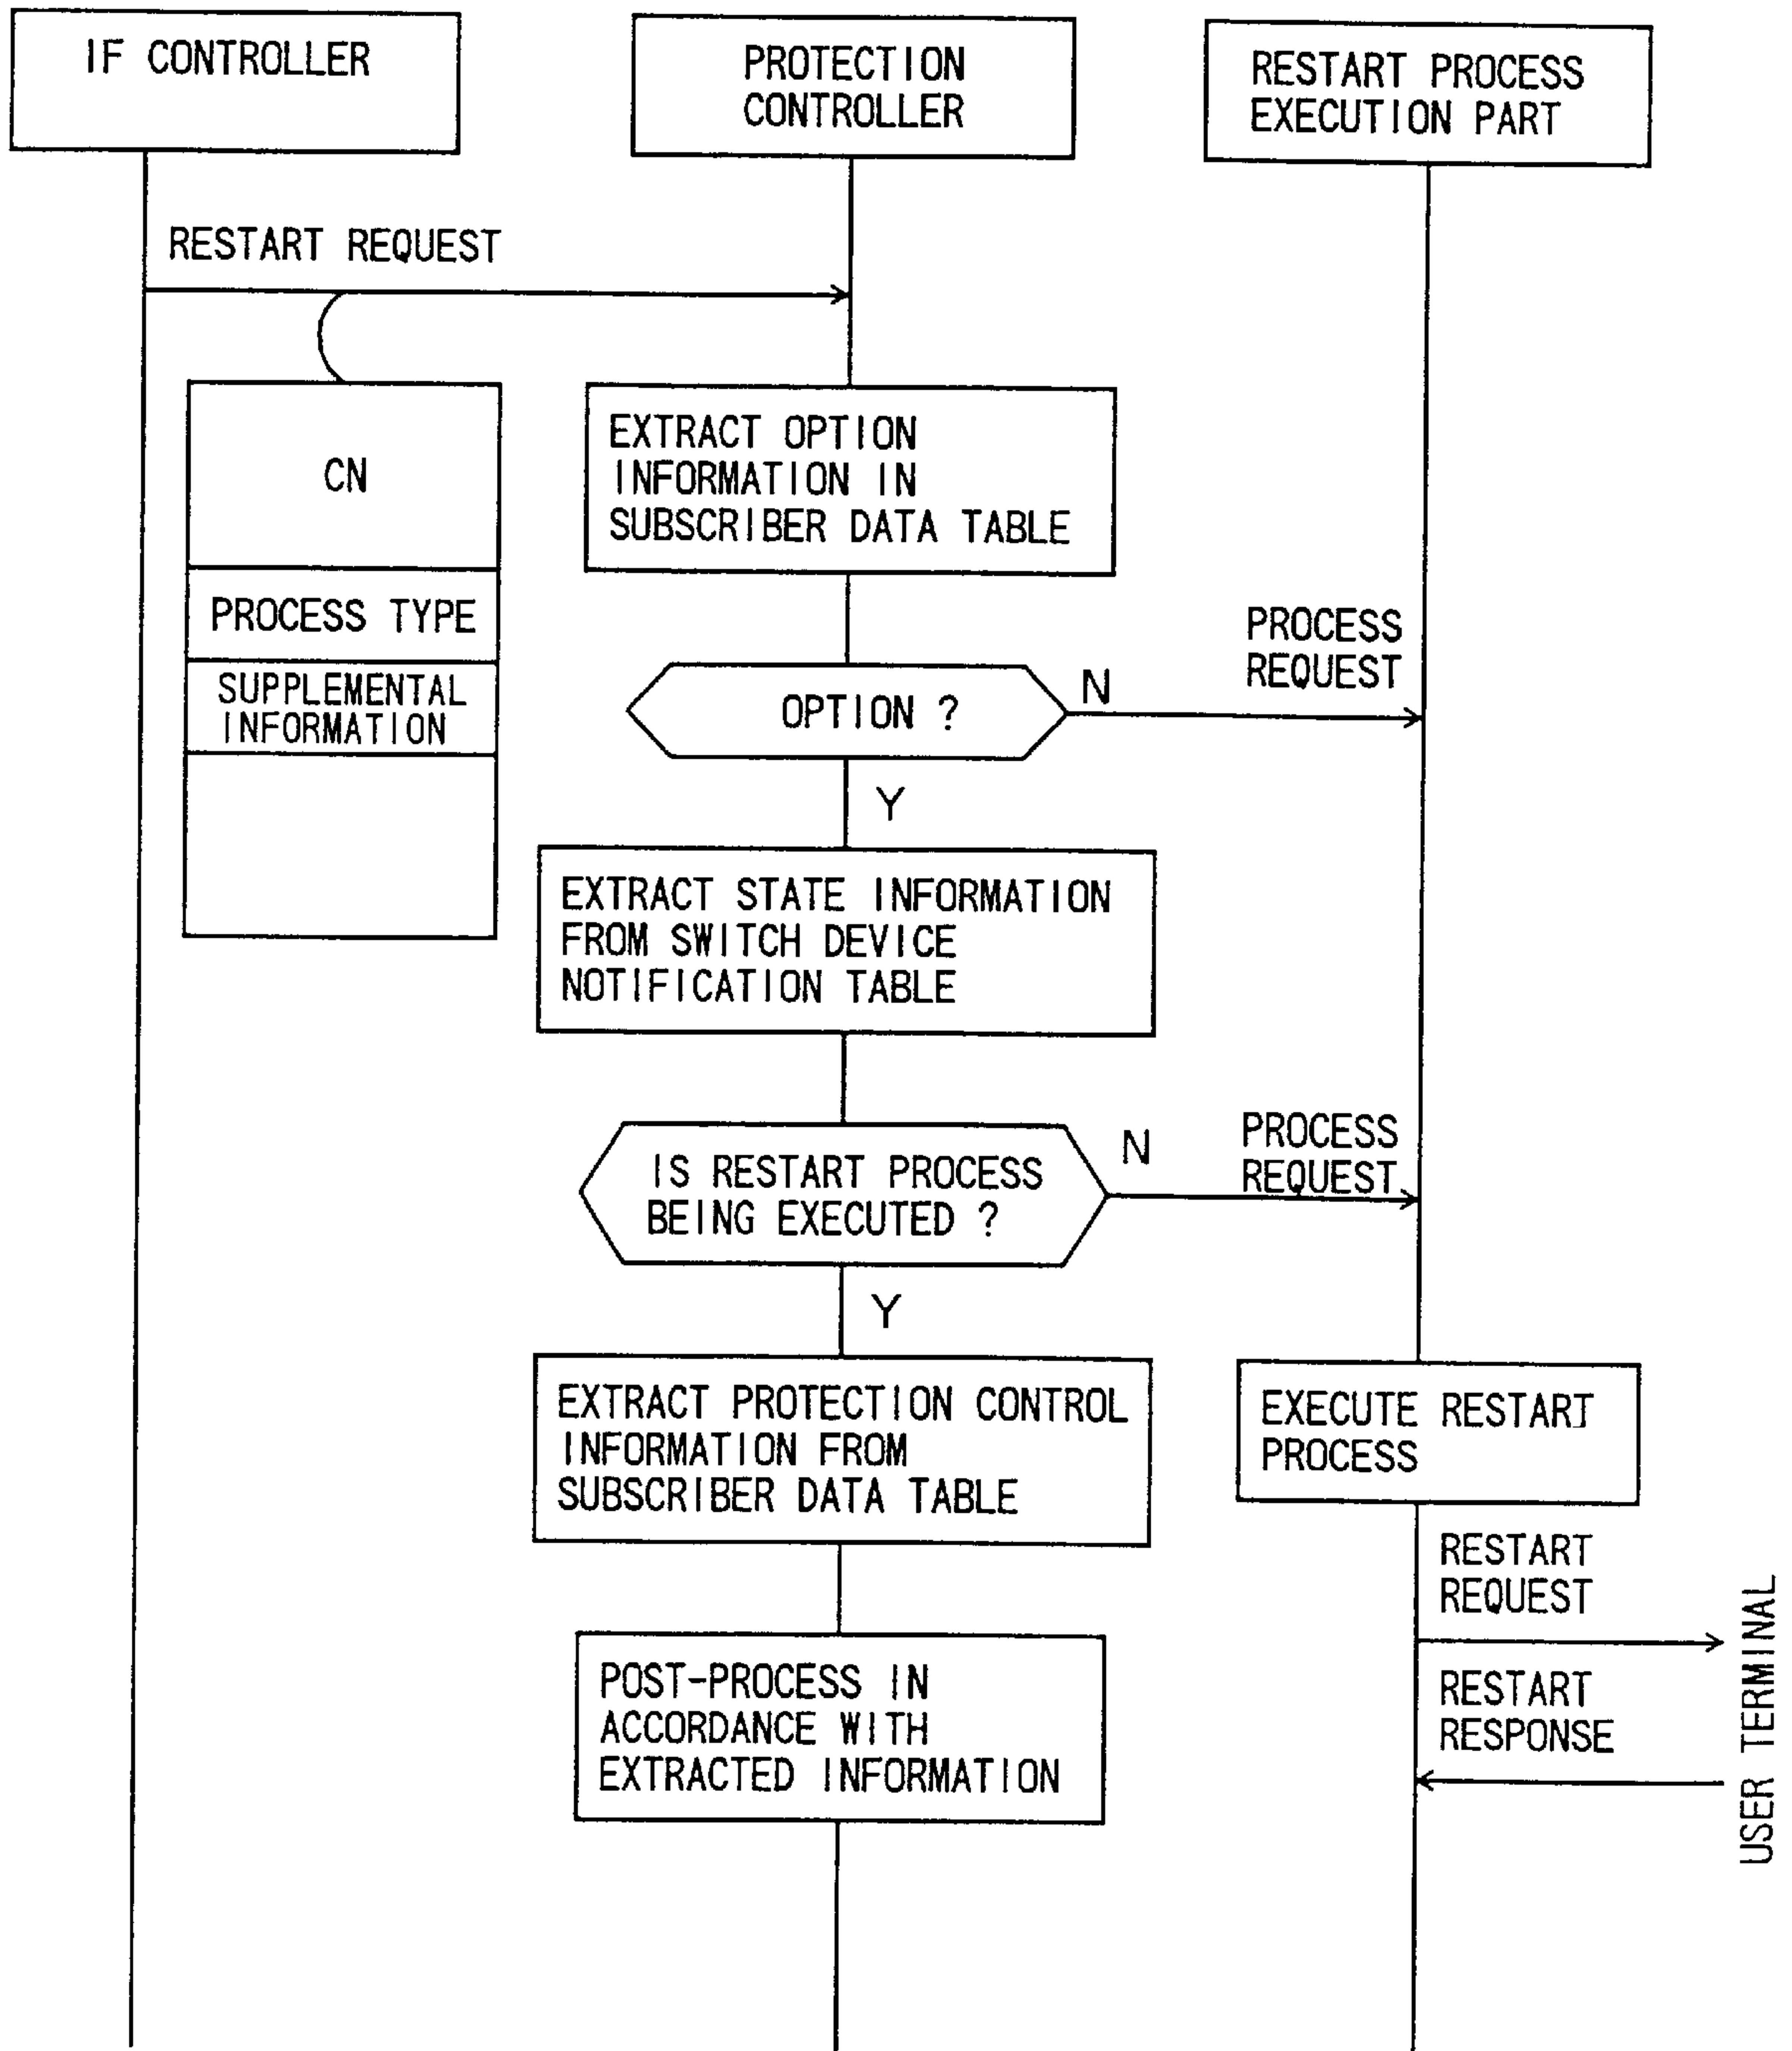 IF CONTROLLER
PROTECTION
CONTROLLER
RESTART PROCESS
EXECUTION PART
RESTART REQUEST
CN
PROCESS TYPE
SUPPLEMENTAL
INFORMATION
EXTRACT OPTION
INFORMATION IN
SUBSCRIBER DATA TABLE
OPTION ?
N
PROCESS
REQUEST
Y
EXTRACT STATE INFORMATION
FROM SWITCH DEVICE
NOTIFICATION TABLE
IS RESTART PROCESS
BEING EXECUTED ?
N
PROCESS
REQUEST
Y
EXTRACT PROTECTION CONTROL
INFORMATION FROM
SUBSCRIBER DATA TABLE
EXECUTE RESTART
PROCESS
POST-PROCESS IN
ACCORDANCE WITH
EXTRACTED INFORMATION
RESTART
REQUEST
RESTART
RESPONSE
USER TERMINAL